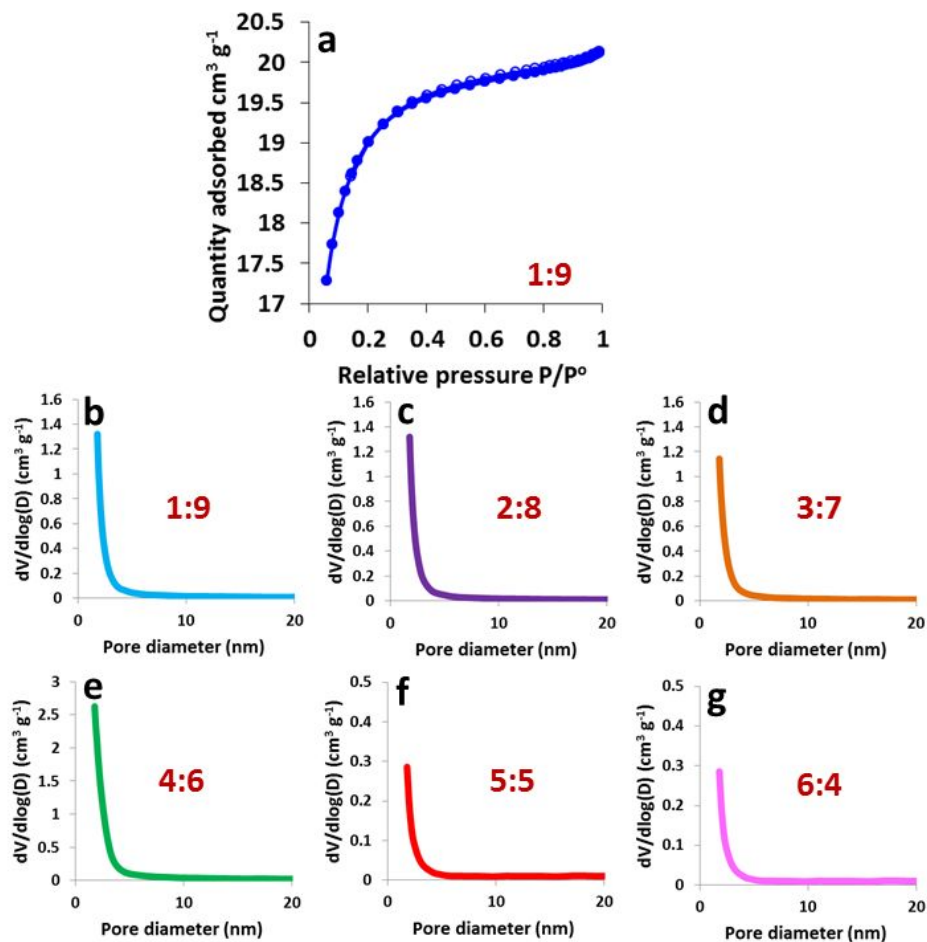 a
Quantity adsorbed cm³ g⁻¹
20.5
20
19.5
19
18.5
18
17.5
17
0 0.2 0.4 0.6 0.8 1
Relative pressure P/Pᵒ
1:9
b
dV/dlog(D) (cm³ g⁻¹)
1.6
1.4
1.2
1
0.8
0.6
0.4
0.2
0
0 10 20
Pore diameter (nm)
1:9
c
dV/dlog(D) (cm³ g⁻¹)
1.6
1.4
1.2
1
0.8
0.6
0.4
0.2
0
0 10 20
Pore diameter (nm)
2:8
d
dV/dlog(D) (cm³ g⁻¹)
1.6
1.4
1.2
1
0.8
0.6
0.4
0.2
0
0 10 20
Pore diameter (nm)
3:7
e
dV/dlog(D) (cm³ g⁻¹)
3
2.5
2
1.5
1
0.5
0
0 10 20
Pore diameter (nm)
4:6
f
dV/dlog(D) (cm³ g⁻¹)
0.5
0.4
0.3
0.2
0.1
0
0 10 20
Pore diameter (nm)
5:5
g
dV/dlog(D) (cm³ g⁻¹)
0.5
0.4
0.3
0.2
0.1
0
0 10 20
Pore diameter (nm)
6:4